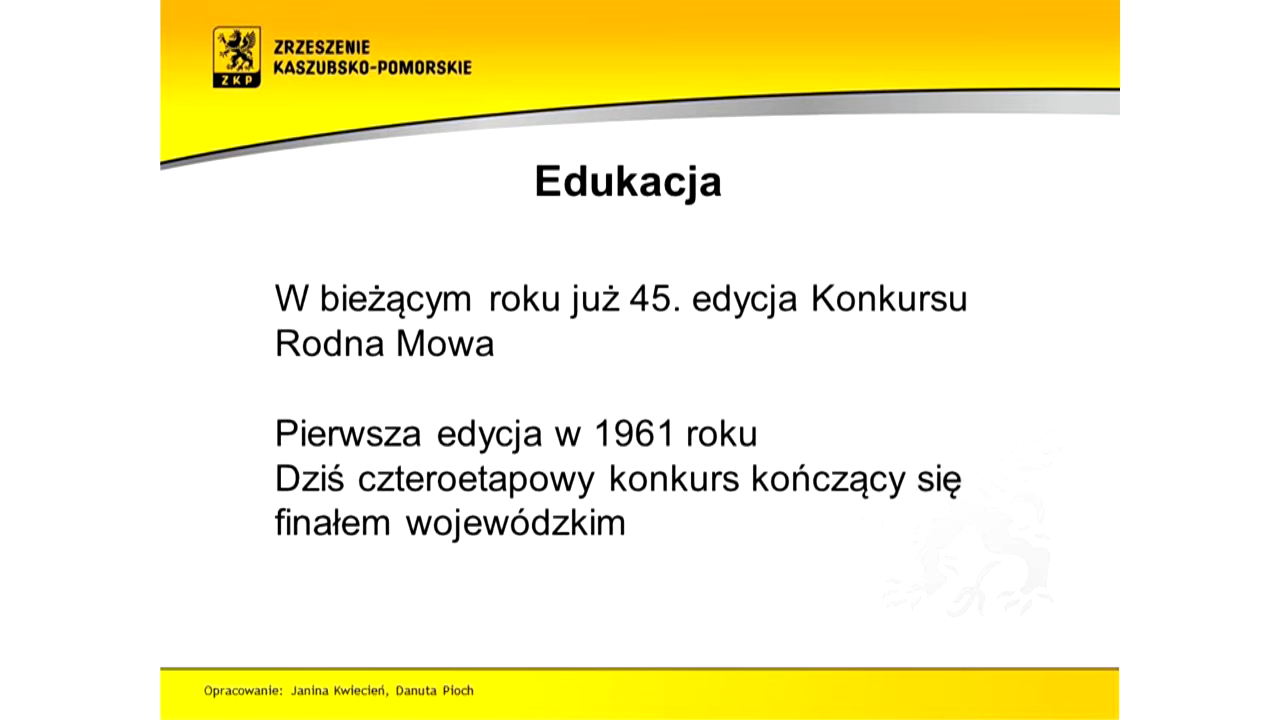 ZRZESZENIE
KASZUBSKO-POMORSKIE
ZKP
Edukacja
W bieżącym roku już 45. edycja Konkursu
Rodna Mowa
Pierwsza edycja w 1961 roku
Dziś czteroetapowy konkurs kończący się
finałem wojewódzkim
Opracowanie: Janina Kwiecień, Danuta Pioch